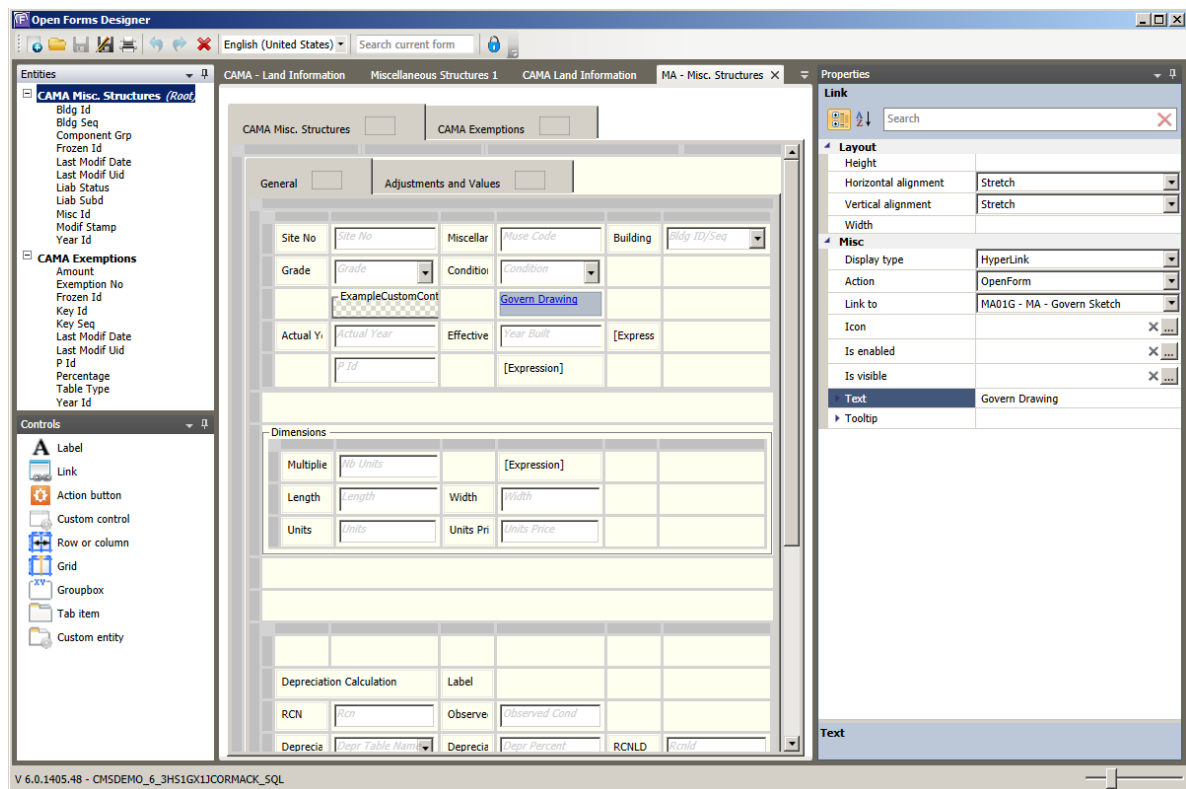 Open Forms Designer
English (United States) Search current form
Entities
CAMA Misc. Structures (Root)
Bldg Id
Bldg Seq
Component Grp
Frozen Id
Last Modif Date
Last Modif Uid
Liab Status
Liab Subd
Misc Id
Modif Stamp
Year Id
CAMA Exemptions
Amount
Exemption No
Frozen Id
Key Id
Key Seq
Last Modif Date
Last Modif Uid
P Id
Percentage
Table Type
Year Id
Controls
Label
Link
Action button
Custom control
Row or column
Grid
Groupbox
Tab item
Custom entity
CAMA - Land Information Miscellaneous Structures 1 CAMA Land Information MA - Misc. Structures X
CAMA Misc. Structures CAMA Exemptions
General Adjustments and Values
Site No Site No Miscellar Muse Code Building Bldg ID/Seq
Grade Grade Condition Condition
ExampleCustomCont Govern Drawing
Actual Y Actual Year Effective Year Built [Express
P Id [Expression]
Dimensions
Multiplie Nb Units [Expression]
Length Length Width Width
Units Units Units Pri Units Price
Depreciation Calculation Label
RCN Rcn Observe Observed Cond
Deprecia Depr Table Name Deprecia Depr Percent RCNLD Rcnld
Properties
Link
Search
Layout
Height
Horizontal alignment Stretch
Vertical alignment Stretch
Width
Misc
Display type HyperLink
Action OpenForm
Link to MA01G - MA - Govern Sketch
Icon ...
Is enabled ...
Is visible ...
Text Govern Drawing
Tooltip
Text
V 6.0.1405.48 - CMSDEMO_6_3HS1GX1JCORMACK_SQL